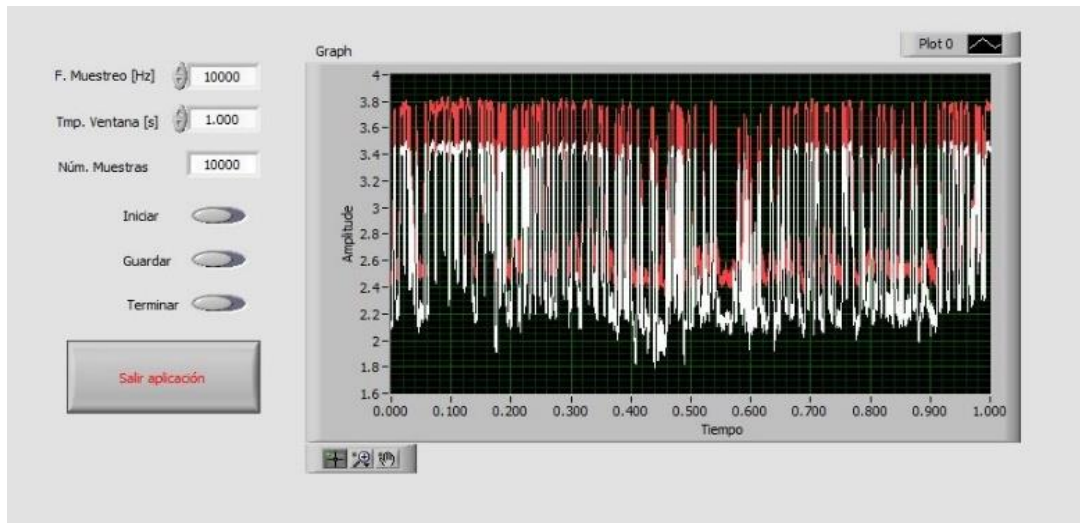 F. Muestreo [Hz] 10000
Tmp. Ventana [s] 1.000
Núm. Muestras 10000
Iniciar
Guardar
Terminar
Salir aplicación
Graph
Plot 0
Amplitude
4
3.8
3.6
3.4
3.2
3
2.8
2.6
2.4
2.2
2
1.8
1.6
0.000 0.100 0.200 0.300 0.400 0.500 0.600 0.700 0.800 0.900 1.000
Tiempo